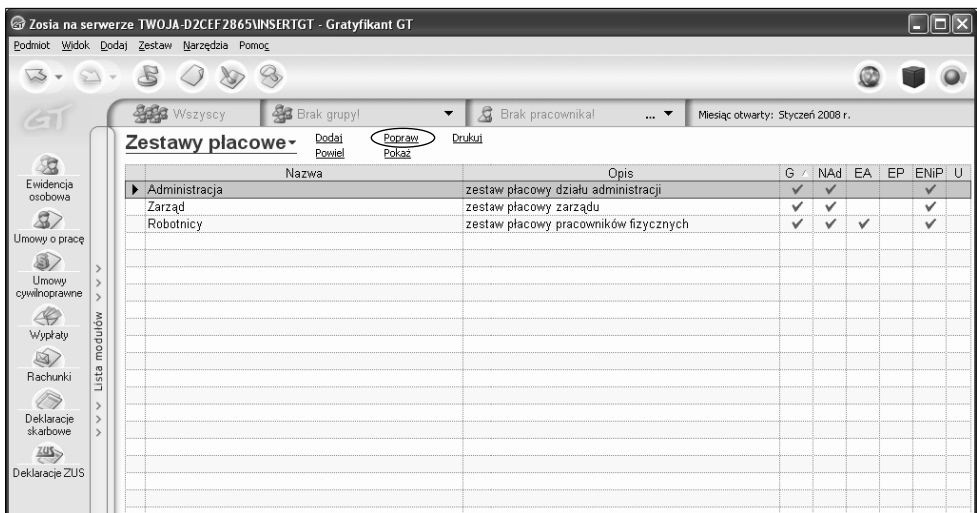 Zosia na serwerze TWOJA-D2CEF2865\INSERTGT - Gratyfikant GT
Podmiot Widok Dodaj Zestaw Narzędzia Pomoc
GT
Wszyscy Brak grupy! Brak pracownika! ... Miesiąc otwarty: Styczeń 2008 r.
Zestawy płacowe Dodaj Popraw Drukuj
Powiel Pokaż
Nazwa Opis G NAd EA EP ENiP U
Administracja zestaw płacowy działu administracji
Zarząd zestaw płacowy zarządu
Robotnicy zestaw płacowy pracowników fizycznych
Ewidencja
osobowa
Umowy o pracę
Umowy
cywilnoprawne
Wypłaty
Rachunki
Deklaracje
skarbowe
ZUS
Deklaracje ZUS
Lista modułów